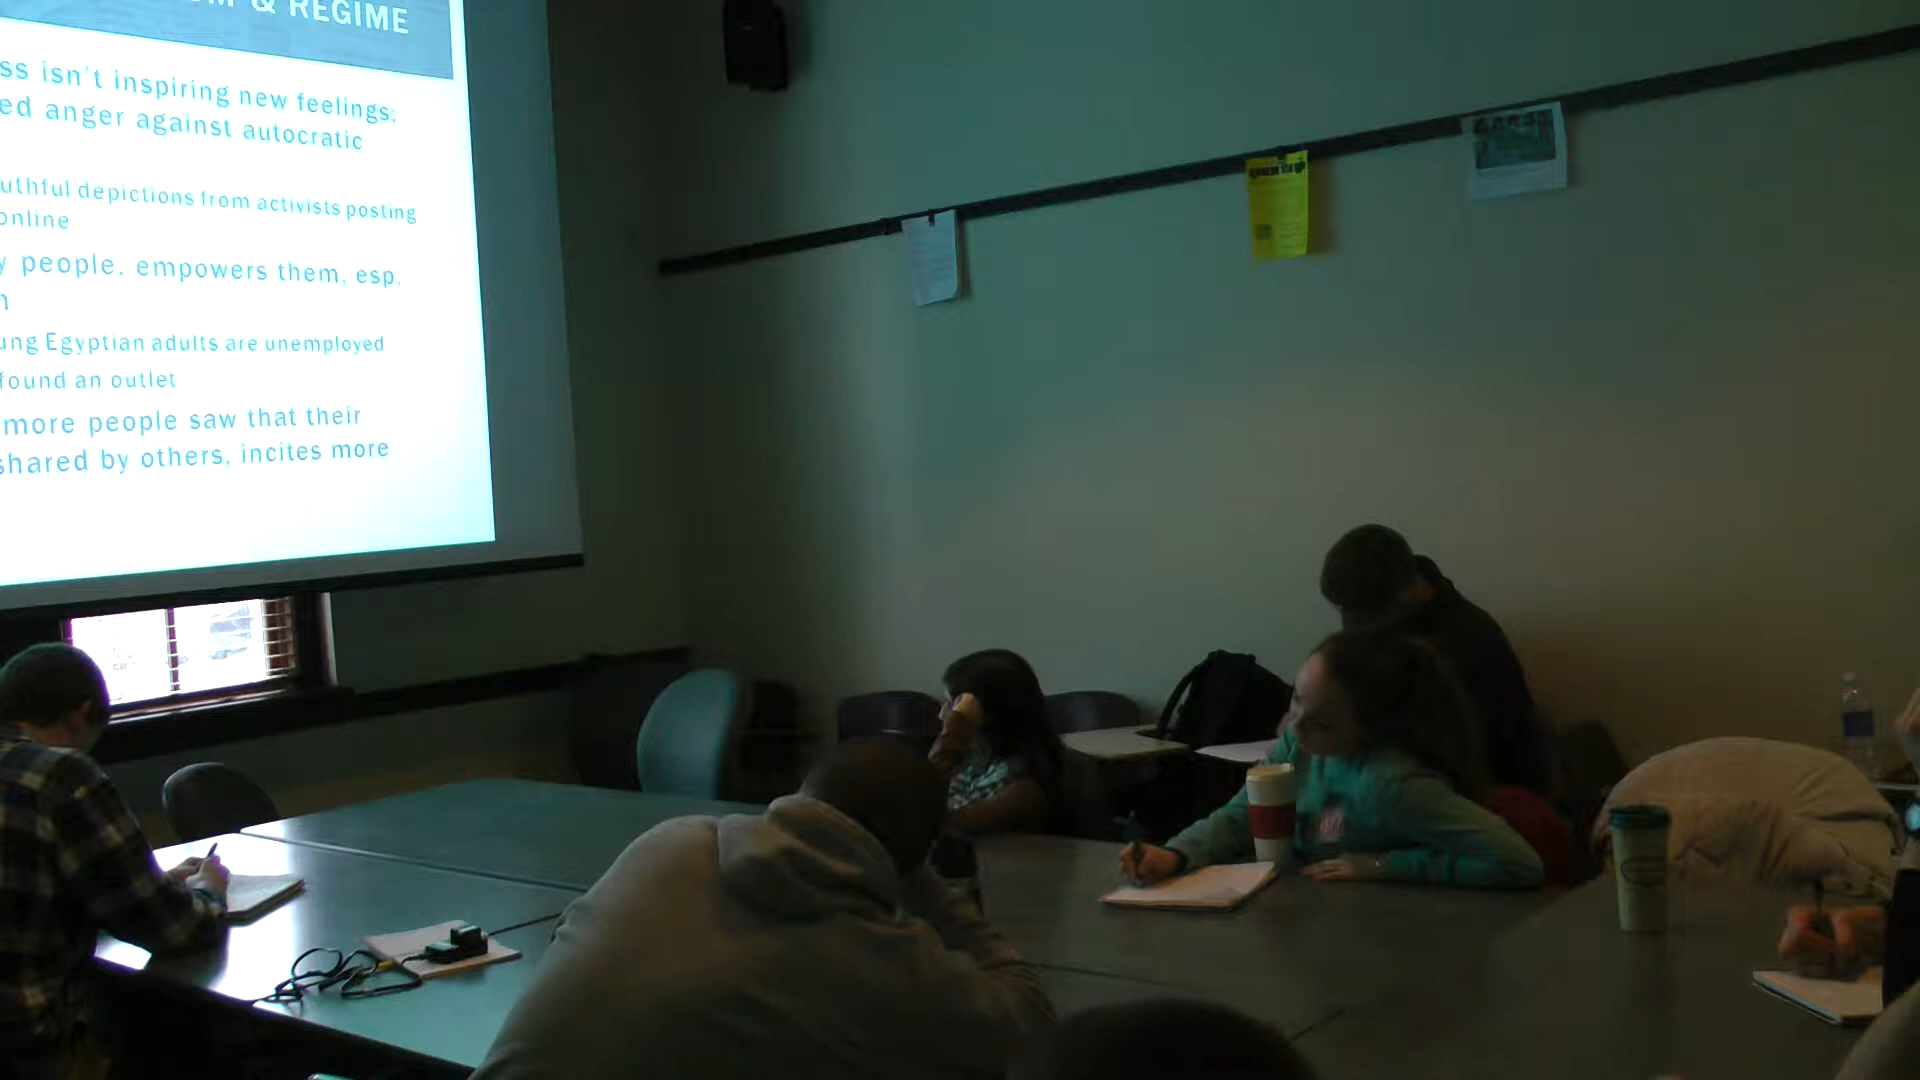 & REGIME
ss isn't inspiring new feelings;
ed anger against autocratic
uthful depictions from activists posting
online
y people, empowers them, esp.
n
ung Egyptian adults are unemployed
found an outlet
more people saw that their
shared by others, incites more